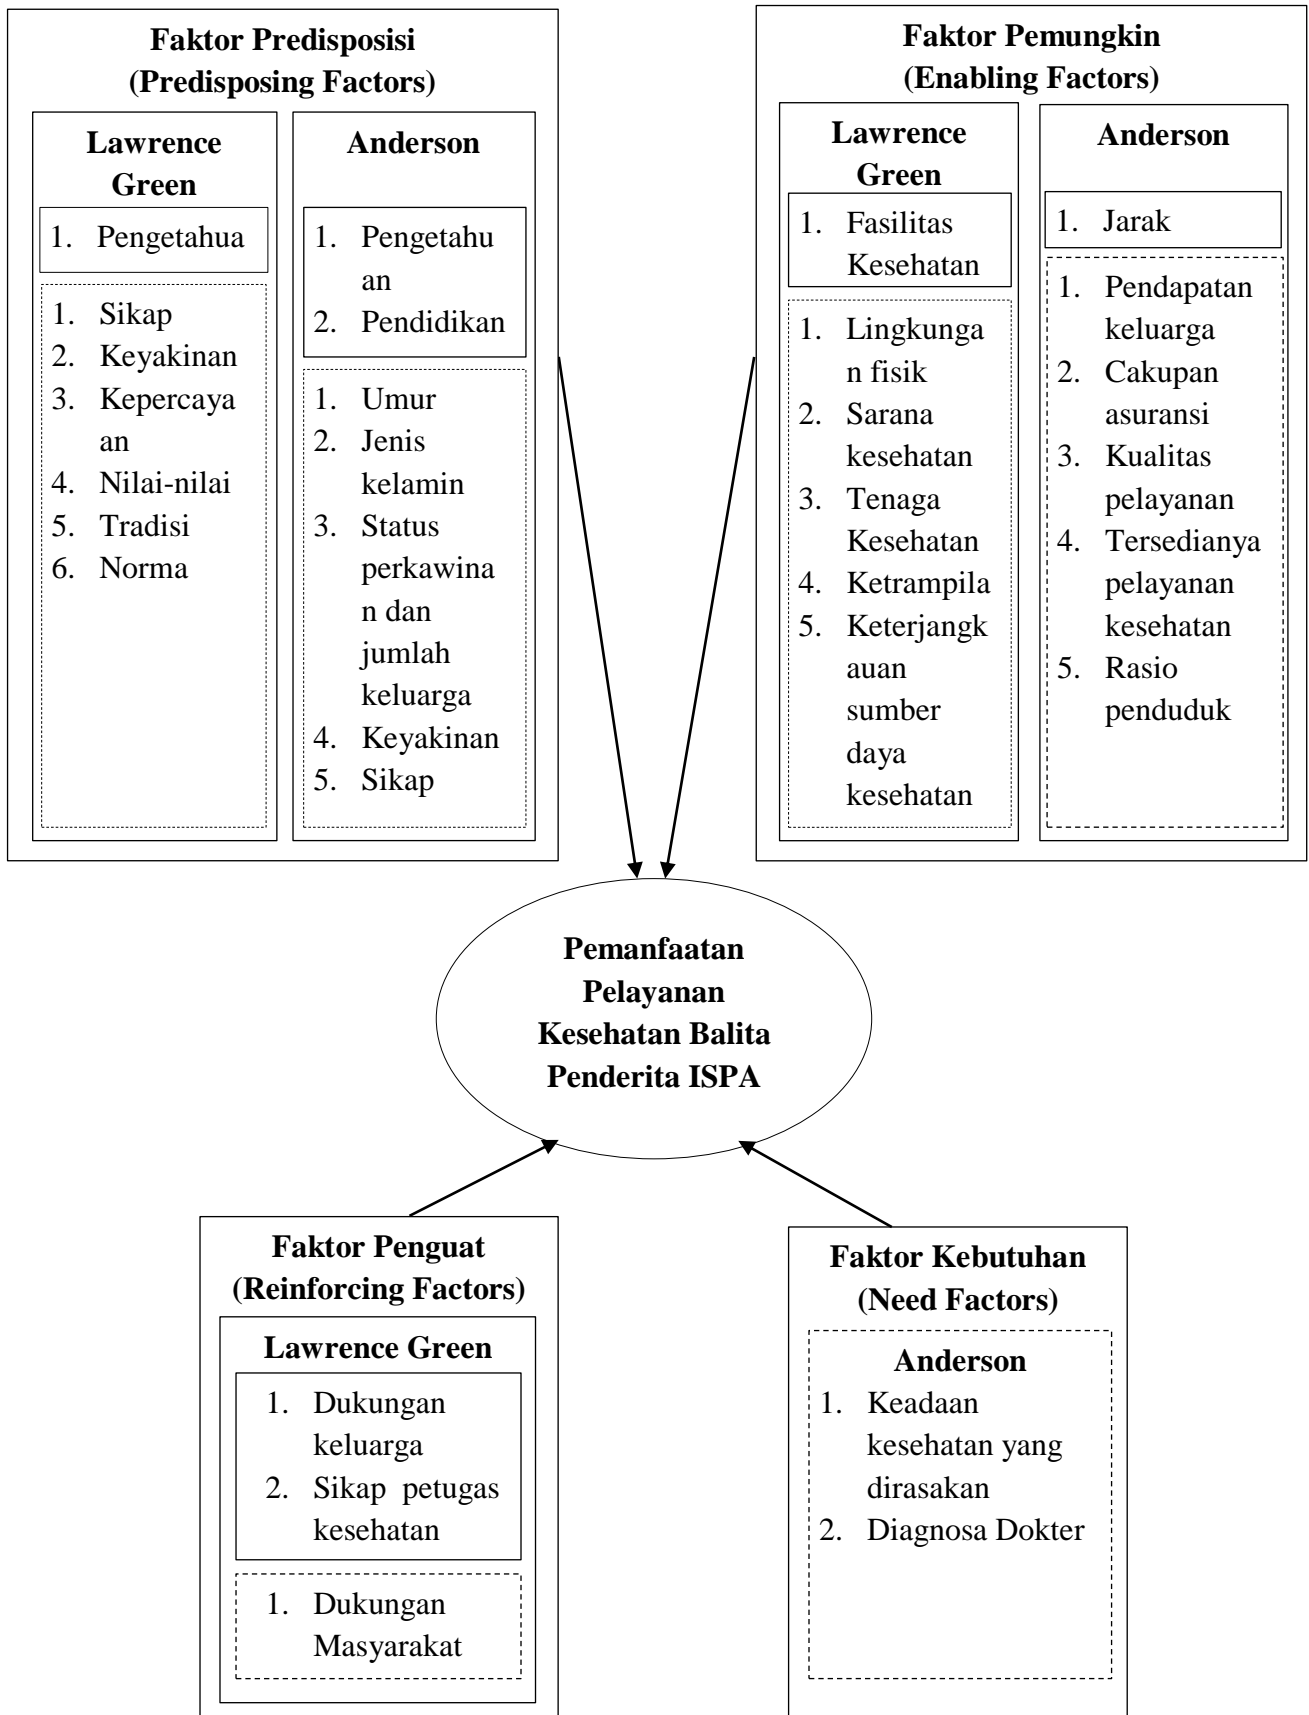 Faktor Predisposisi
(Predisposing Factors)
Lawrence
Green
1. Pengetahua
1. Sikap
2. Keyakinan
3. Kepercaya
an
4. Nilai-nilai
5. Tradisi
6. Norma
Anderson
1. Pengetahu
an
2. Pendidikan
1. Umur
2. Jenis
kelamin
3. Status
perkawina
n dan
jumlah
keluarga
4. Keyakinan
5. Sikap
Faktor Pemungkin
(Enabling Factors)
Lawrence
Green
1. Fasilitas
Kesehatan
1. Lingkunga
n fisik
2. Sarana
kesehatan
3. Tenaga
Kesehatan
4. Ketrampila
5. Keterjangk
auan
sumber
daya
kesehatan
Anderson
1. Jarak
1. Pendapatan
keluarga
2. Cakupan
asuransi
3. Kualitas
pelayanan
4. Tersedianya
pelayanan
kesehatan
5. Rasio
penduduk
Pemanfaatan
Pelayanan
Kesehatan Balita
Penderita ISPA
Faktor Penguat
(Reinforcing Factors)
Lawrence Green
1. Dukungan
keluarga
2. Sikap petugas
kesehatan
1. Dukungan
Masyarakat
Faktor Kebutuhan
(Need Factors)
Anderson
1. Keadaan
kesehatan yang
dirasakan
2. Diagnosa Dokter